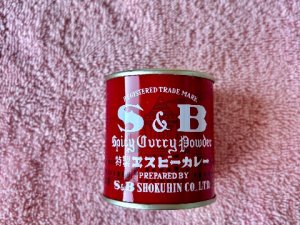 REGISTERED TRADE MARK
S & B
Spicy Curry Powder
特製エスビーカレー
PREPARED BY
S & B SHOKUHIN CO., LTD.